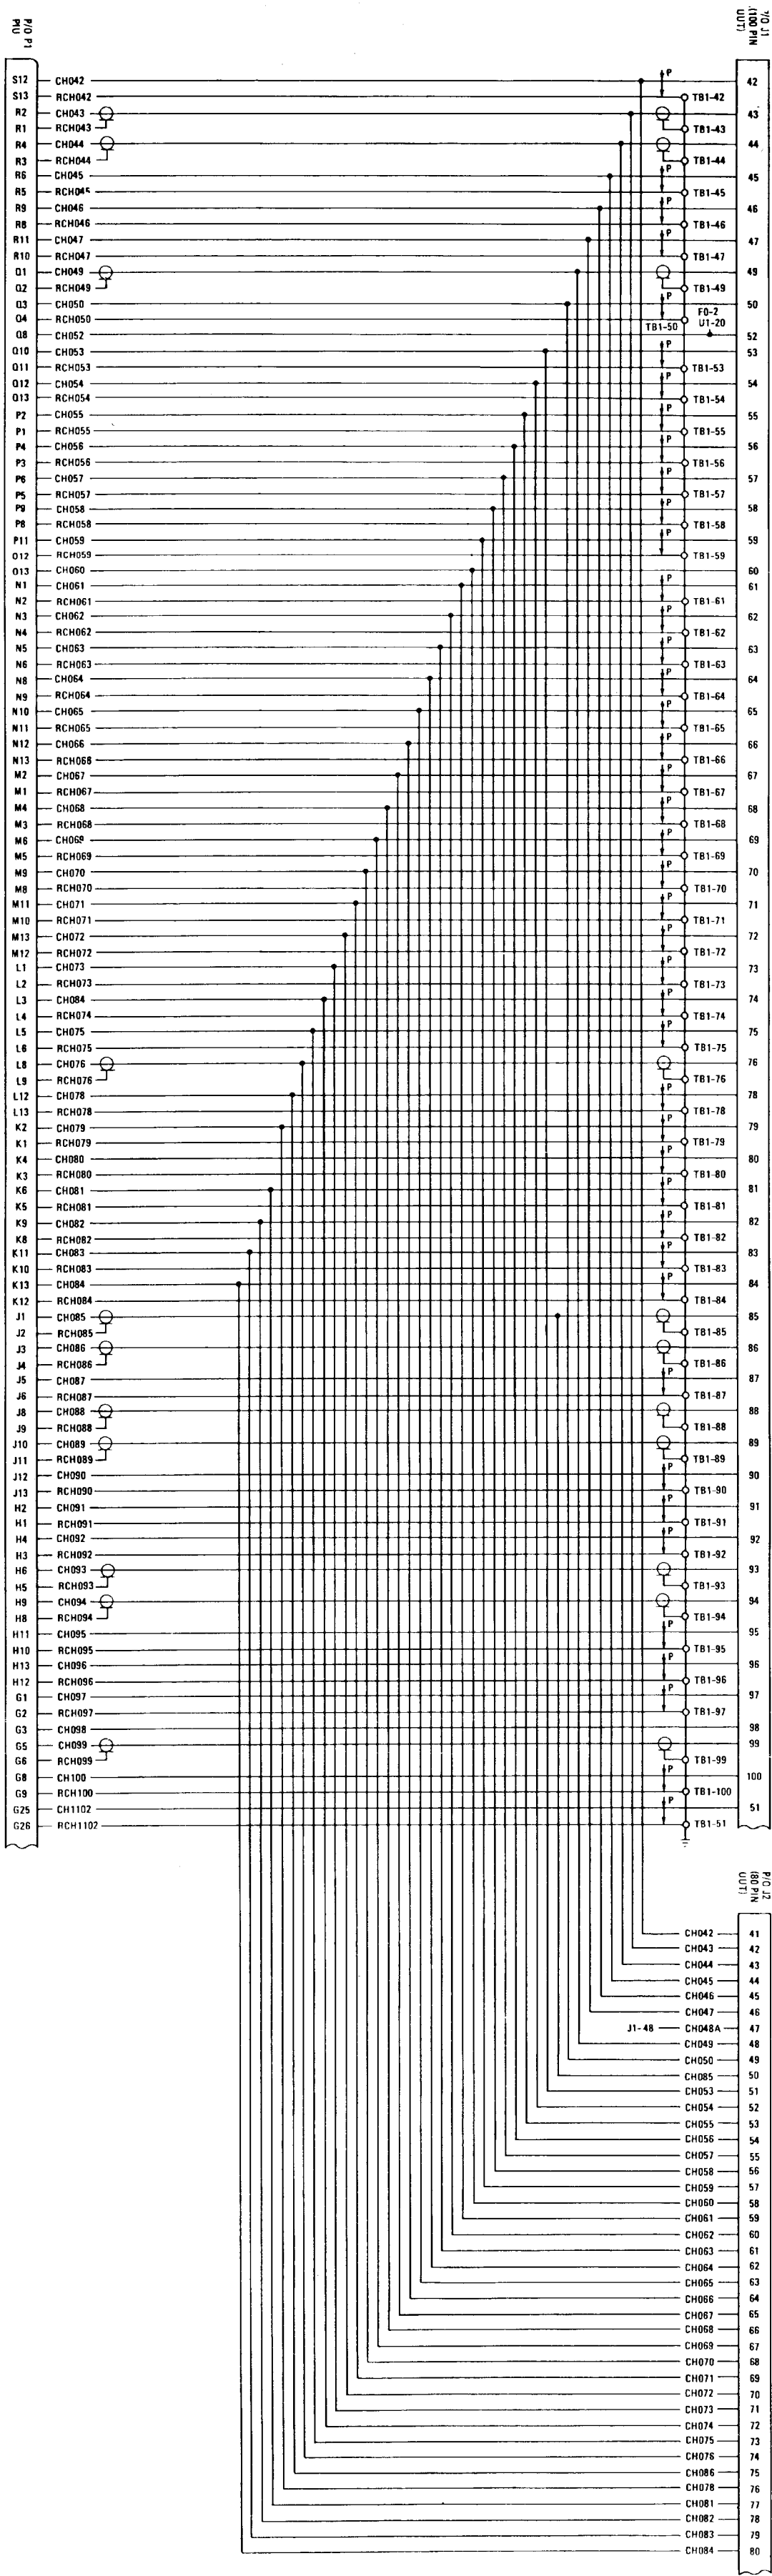 P/O P1
PIU
P/O J1
(100 PIN
UUT)
S12 CH042 P 42
S13 RCH042 TB1-42
R2 CH043 43
R1 RCH043 TB1-43
R4 CH044 44
R3 RCH044 TB1-44
R6 CH045 P 45
R5 RCH045 TB1-45
R9 CH046 P 46
R8 RCH046 TB1-46
R11 CH047 P 47
R10 RCH047 TB1-47
Q1 CH049 49
Q2 RCH049 TB1-49
Q3 CH050 P 50
Q4 RCH050 TB1-50 FO-2
U1-20
Q8 CH052 52
Q10 CH053 P 53
Q11 RCH053 TB1-53
Q12 CH054 P 54
Q13 RCH054 TB1-54
P2 CH055 P 55
P1 RCH055 TB1-55
P4 CH056 P 56
P3 RCH056 TB1-56
P6 CH057 P 57
P5 RCH057 TB1-57
P9 CH058 P 58
P8 RCH058 TB1-58
P11 CH059 P 59
O12 RCH059 TB1-59
O13 CH060 60
N1 CH061 P 61
N2 RCH061 TB1-61
N3 CH062 P 62
N4 RCH062 TB1-62
N5 CH063 P 63
N6 RCH063 TB1-63
N8 CH064 P 64
N9 RCH064 TB1-64
N10 CH065 P 65
N11 RCH065 TB1-65
N12 CH066 P 66
N13 RCH066 TB1-66
M2 CH067 P 67
M1 RCH067 TB1-67
M4 CH068 P 68
M3 RCH068 TB1-68
M6 CH069 P 69
M5 RCH069 TB1-69
M9 CH070 P 70
M8 RCH070 TB1-70
M11 CH071 P 71
M10 RCH071 TB1-71
M13 CH072 P 72
M12 RCH072 TB1-72
L1 CH073 P 73
L2 RCH073 TB1-73
L3 CH084 P 74
L4 RCH074 TB1-74
L5 CH075 P 75
L6 RCH075 TB1-75
L8 CH076 76
L9 RCH076 TB1-76
L12 CH078 P 78
L13 RCH078 TB1-78
K2 CH079 P 79
K1 RCH079 TB1-79
K4 CH080 P 80
K3 RCH080 TB1-80
K6 CH081 P 81
K5 RCH081 TB1-81
K9 CH082 P 82
K8 RCH082 TB1-82
K11 CH083 P 83
K10 RCH083 TB1-83
K13 CH084 P 84
K12 RCH084 TB1-84
J1 CH085 85
J2 RCH085 TB1-85
J3 CH086 86
J4 RCH086 TB1-86
J5 CH087 P 87
J6 RCH087 TB1-87
J8 CH088 88
J9 RCH088 TB1-88
J10 CH089 89
J11 RCH089 TB1-89
J12 CH090 P 90
J13 RCH090 TB1-90
H2 CH091 P 91
H1 RCH091 TB1-91
H4 CH092 P 92
H3 RCH092 TB1-92
H6 CH093 93
H5 RCH093 TB1-93
H9 CH094 94
H8 RCH094 TB1-94
H11 CH095 P 95
H10 RCH095 TB1-95
H13 CH096 P 96
H12 RCH096 TB1-96
G1 CH097 P 97
G2 RCH097 TB1-97
G3 CH098 98
G5 CH099 99
G6 RCH099 TB1-99
G8 CH100 P 100
G9 RCH100 TB1-100
G25 CH1102 P 51
G26 RCH1102 TB1-51
P/O J2
(80 PIN
UUT)
CH042 41
CH043 42
CH044 43
CH045 44
CH046 45
CH047 46
J1-48 CH048A 47
CH049 48
CH050 49
CH085 50
CH053 51
CH054 52
CH055 53
CH056 54
CH057 55
CH058 56
CH059 57
CH060 58
CH061 59
CH062 60
CH063 61
CH064 62
CH065 63
CH066 64
CH067 65
CH068 66
CH069 67
CH070 68
CH071 69
CH072 70
CH073 71
CH074 72
CH075 73
CH076 74
CH086 75
CH078 76
CH081 77
CH082 78
CH083 79
CH084 80